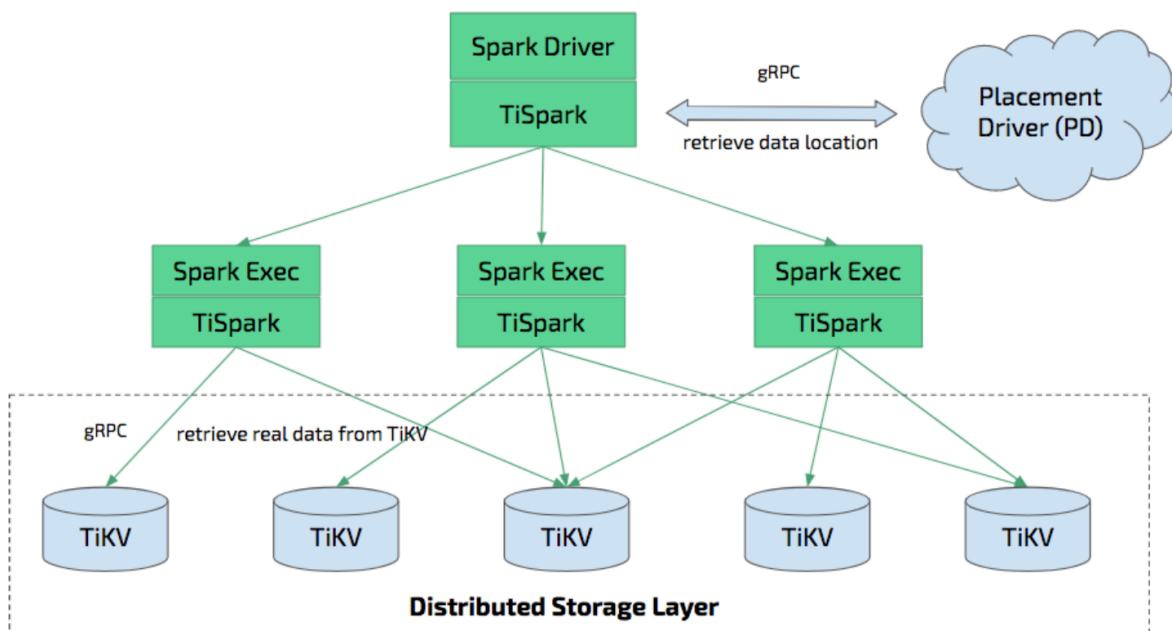 Spark Driver
TiSpark
gRPC
retrieve data location
Placement
Driver (PD)
Spark Exec
TiSpark
Spark Exec
TiSpark
Spark Exec
TiSpark
gRPC
retrieve real data from TiKV
TiKV
TiKV
TiKV
TiKV
TiKV
Distributed Storage Layer